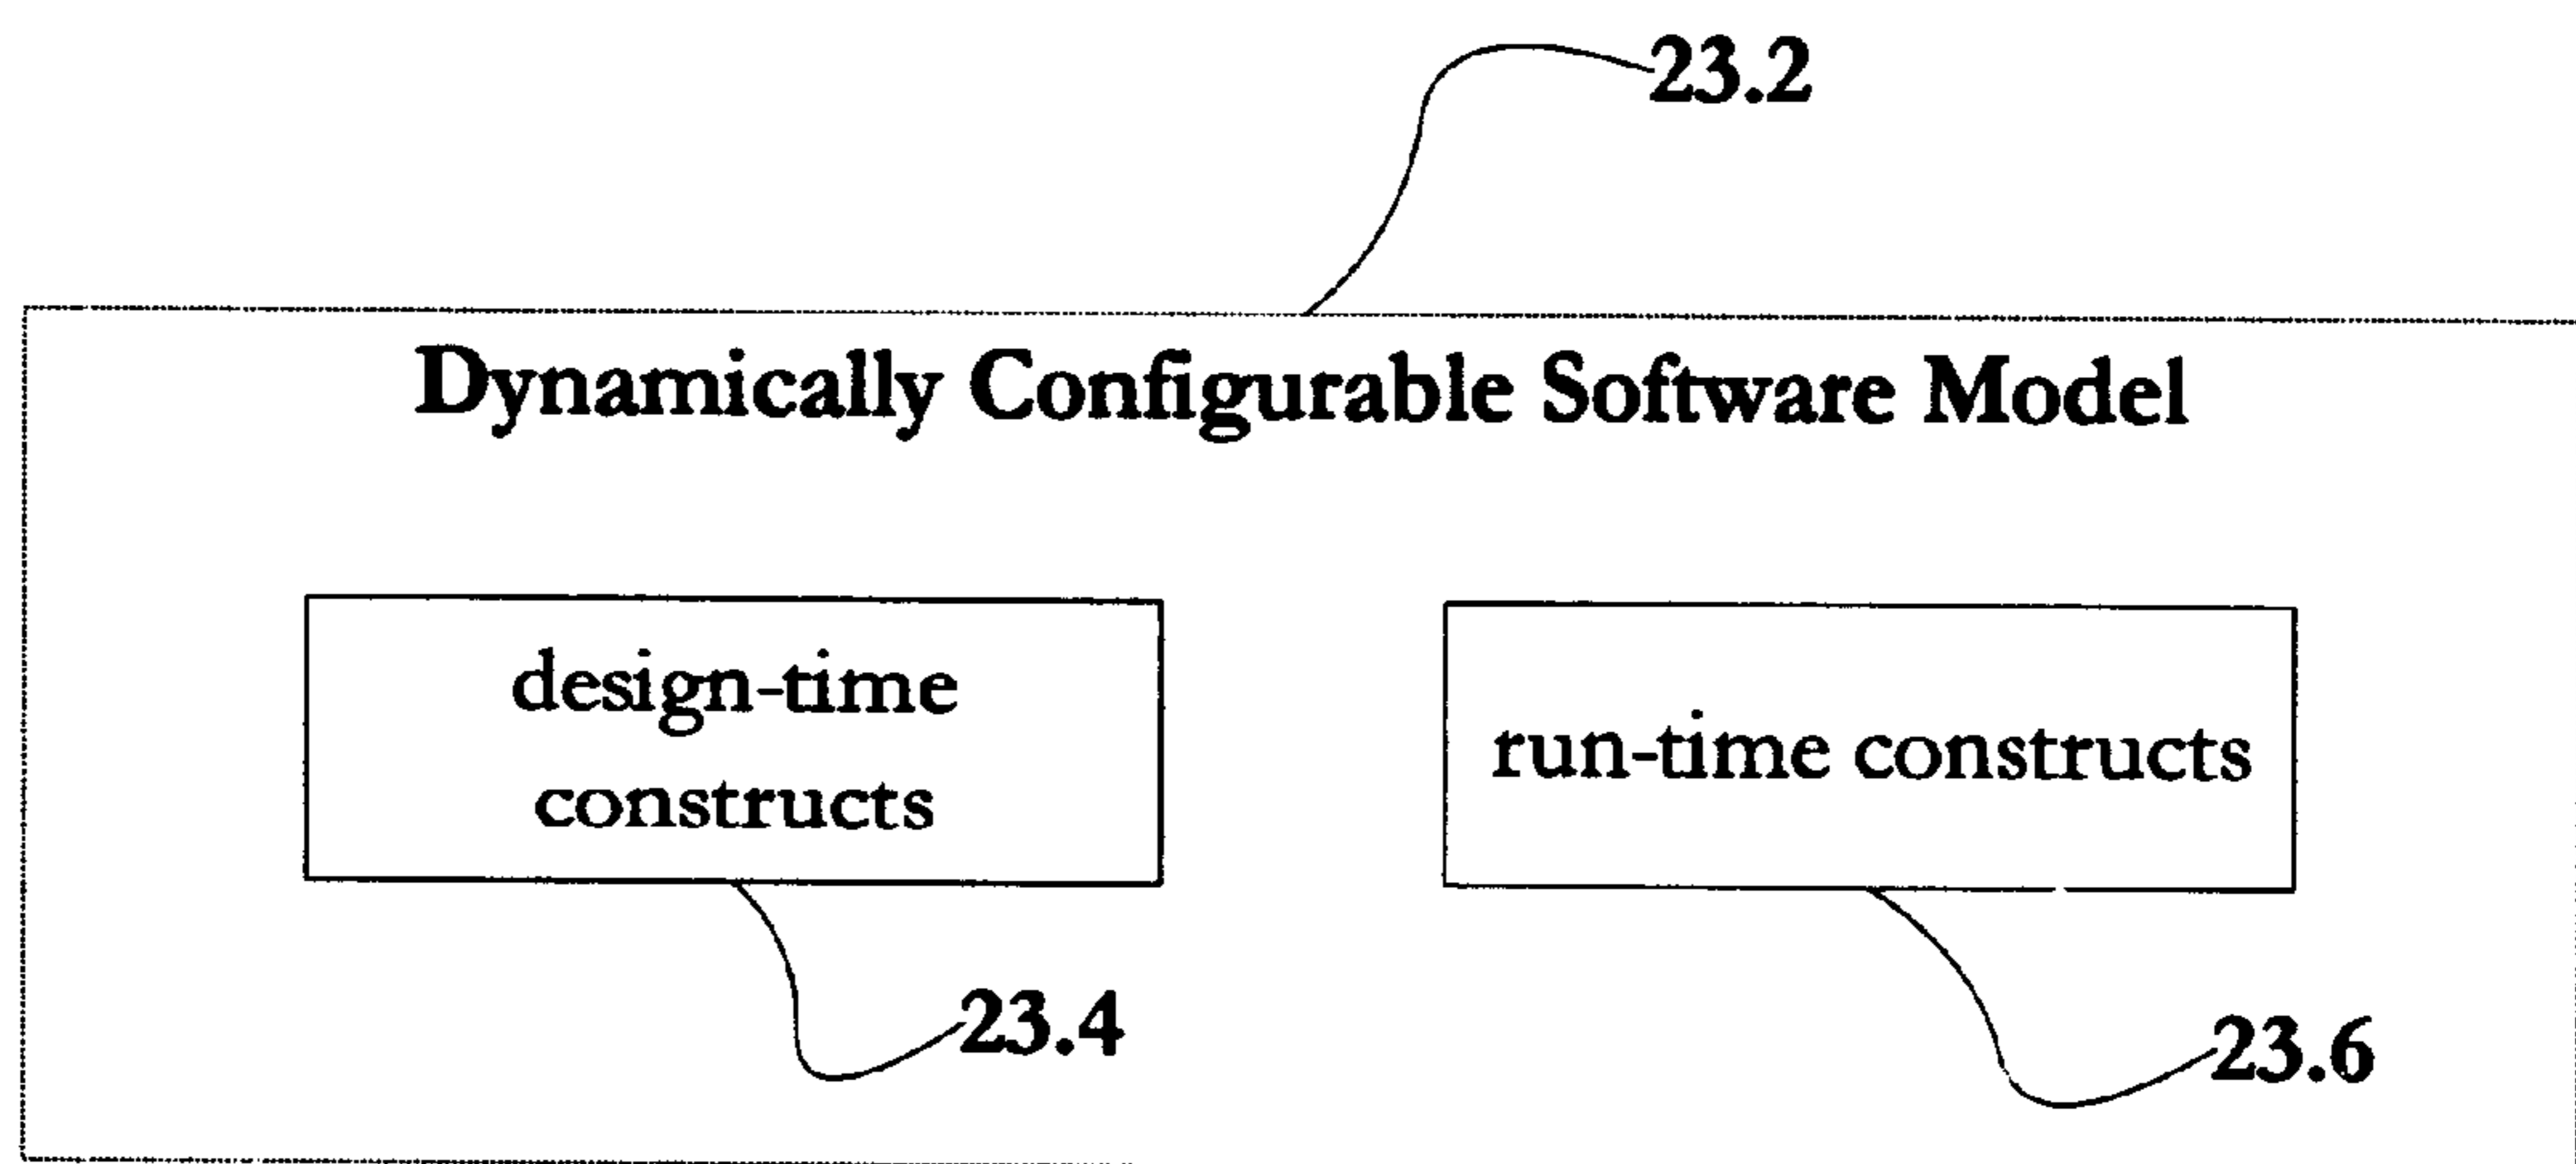 23.2
Dynamically Configurable Software Model
design-time
constructs
run-time constructs
23.4
23.6